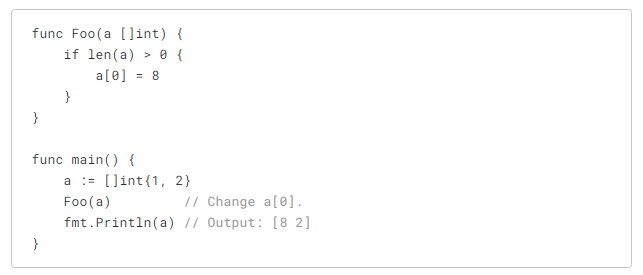 func Foo(a []int) {
    if len(a) > 0 {
        a[0] = 8
    }
}

func main() {
    a := []int{1, 2}
    Foo(a)         // Change a[0].
    fmt.Println(a) // Output: [8 2]
}